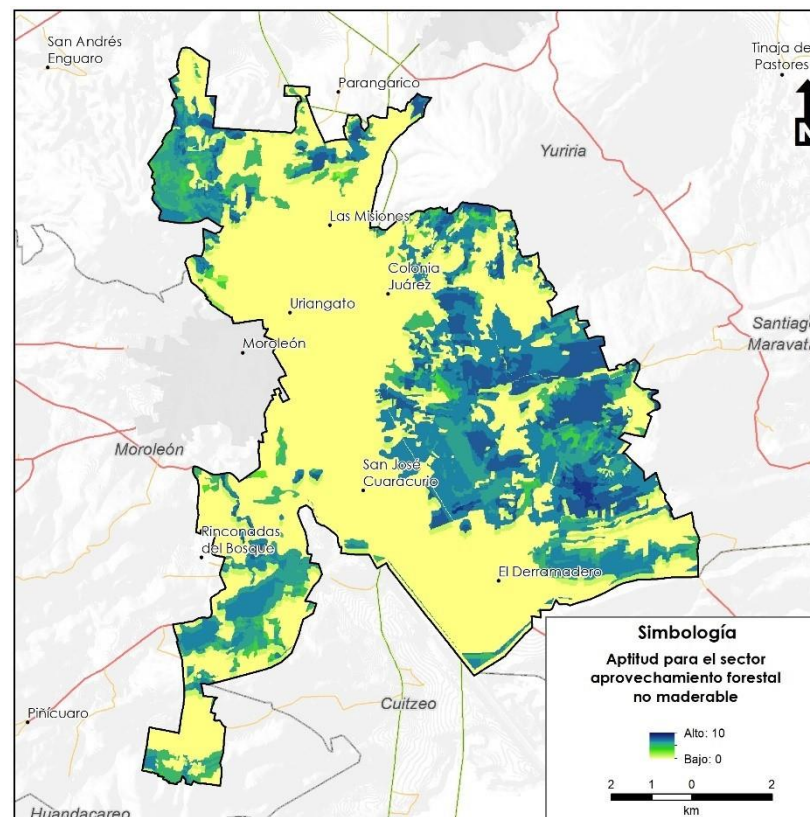 San Andrés
Enguaro
Parangarico
Tinaja de
Pastores
N
Yuriria
Las Misiones
Colonia
Juárez
Uriangato
Santiago
Maravatí
Moroleón
Moroleón
San José
Cuaracurio
Rinconadas
del Bosque
El Derramadero
Simbología
Aptitud para el sector
aprovechamiento forestal
no maderable
Alto: 10
Bajo: 0
Piñícuaro
Cuitzeo
2 1 0 2
km
Huandacareo